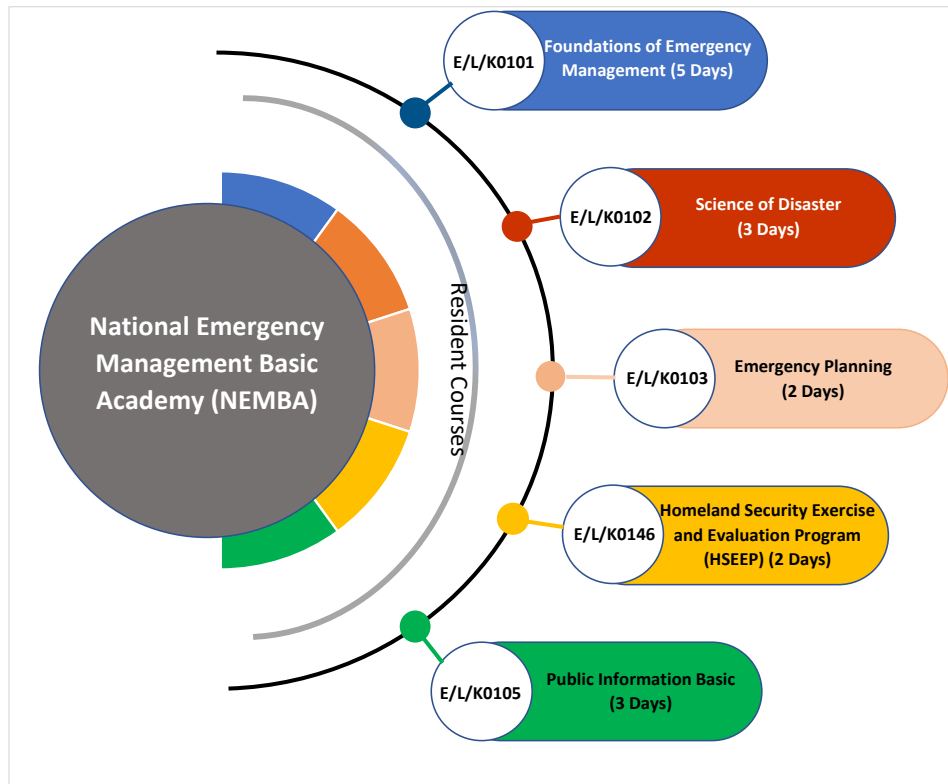 E/L/K0101
Foundations of Emergency
Management (5 Days)
E/L/K0102
Science of Disaster
(3 Days)
National Emergency
Management Basic
Academy (NEMBA)
Resident Courses
E/L/K0103
Emergency Planning
(2 Days)
E/L/K0146
Homeland Security Exercise
and Evaluation Program
(HSEEP) (2 Days)
E/L/K0105
Public Information Basic
(3 Days)